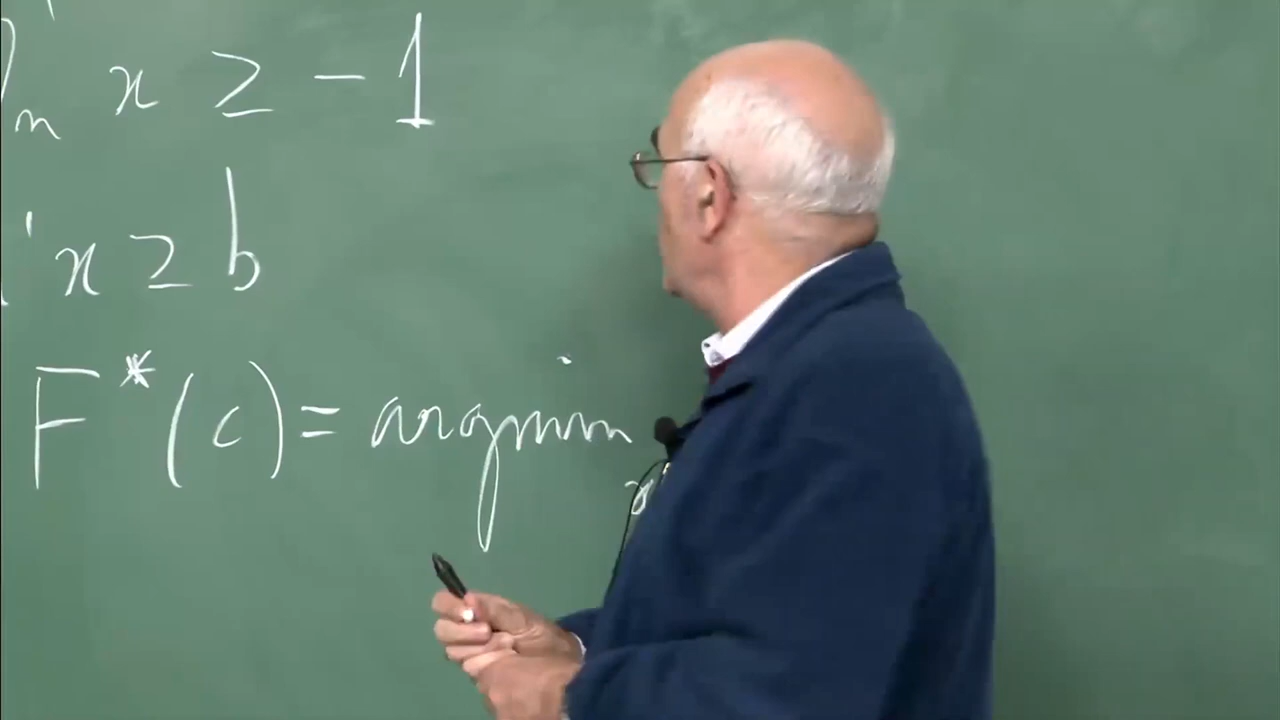 n x ≥ -1
'x ≥ b
F*(c) = argmin